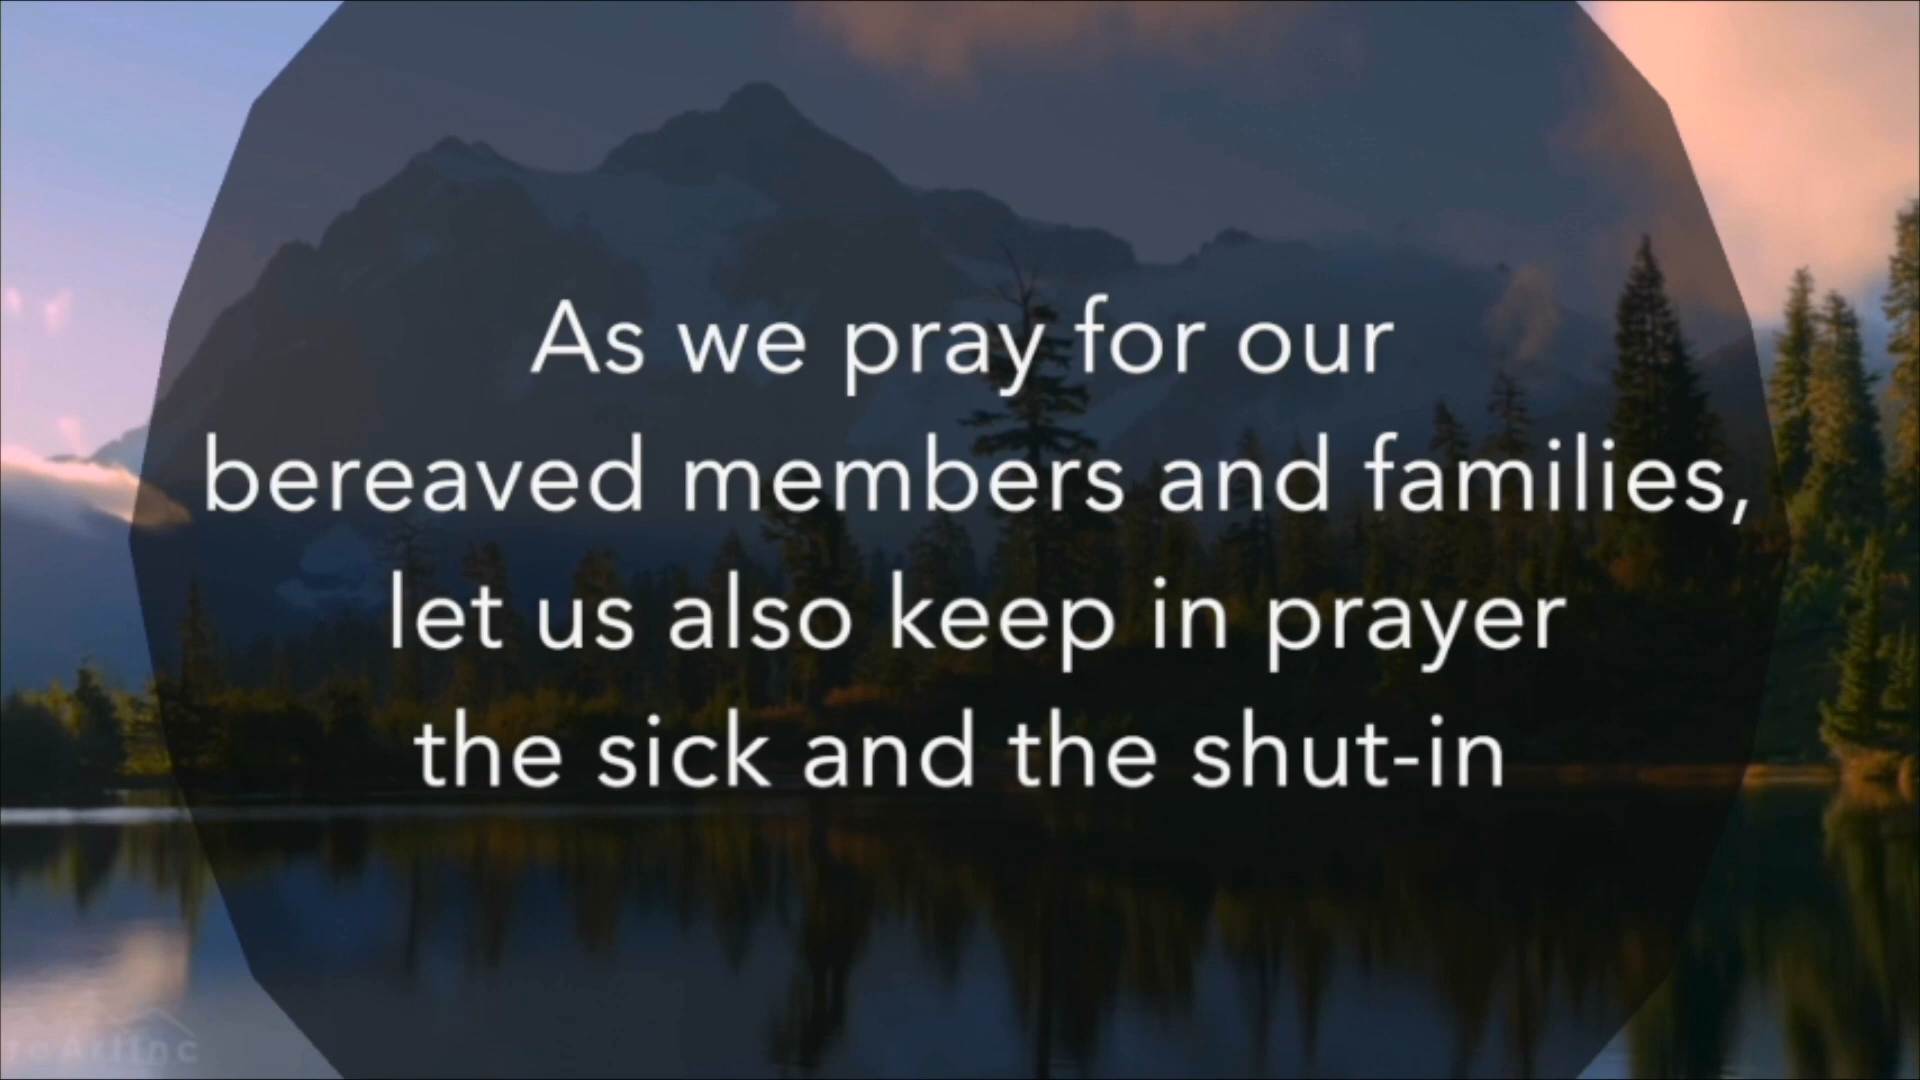 As we pray for our
bereaved members and families,
let us also keep in prayer
the sick and the shut-in